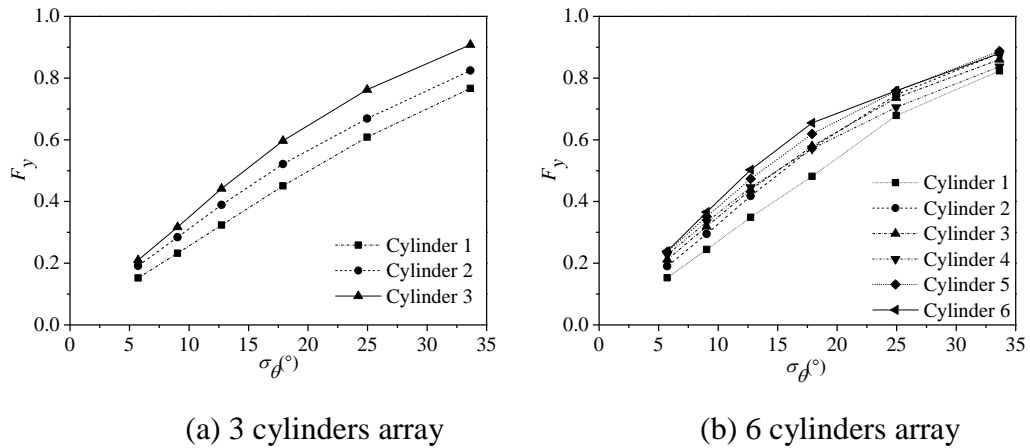 1.0
0.8
0.6
0.4
0.2
0.0
F_y
0 5 10 15 20 25 30 35
σ_θ(°)
Cylinder 1
Cylinder 2
Cylinder 3
(a) 3 cylinders array
1.0
0.8
0.6
0.4
0.2
0.0
F_y
0 5 10 15 20 25 30 35
σ_θ(°)
Cylinder 1
Cylinder 2
Cylinder 3
Cylinder 4
Cylinder 5
Cylinder 6
(b) 6 cylinders array